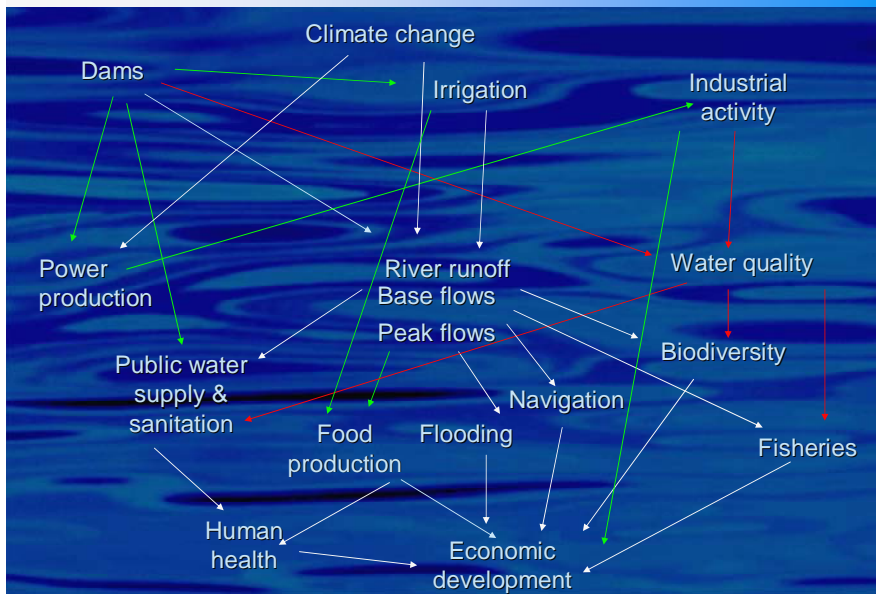 Climate change
Dams
Irrigation
Industrial
activity
Power
production
River runoff
Base flows
Peak flows
Water quality
Public water
supply &
sanitation
Biodiversity
Navigation
Food
production
Flooding
Fisheries
Human
health
Economic
development